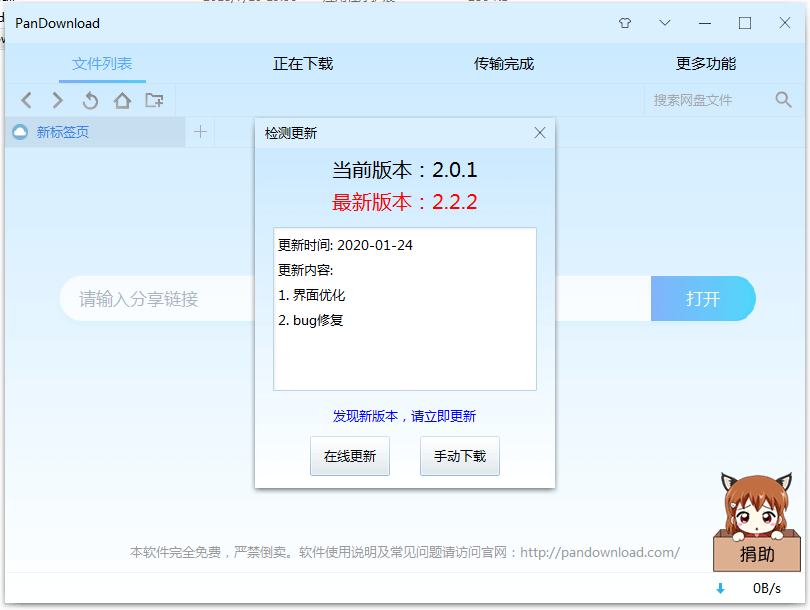 PanDownload
文件列表
正在下载
传输完成
更多功能
搜索网盘文件
新标签页
检测更新
当前版本：2.0.1
最新版本：2.2.2
更新时间: 2020-01-24
更新内容:
1. 界面优化
2. bug修复
请输入分享链接
打开
发现新版本，请立即更新
在线更新
手动下载
本软件完全免费，严禁倒卖。软件使用说明及常见问题请访问官网：http://pandownload.com/
捐助
0B/s